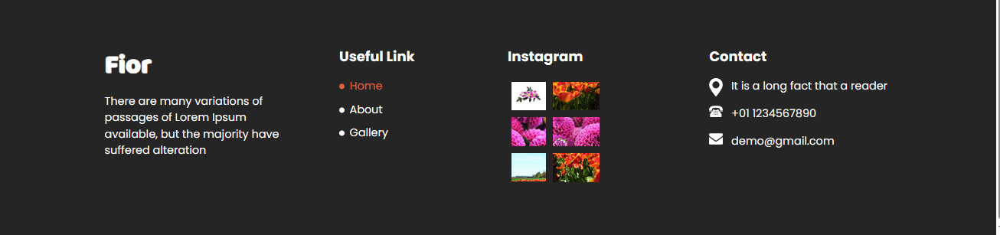 Fior
There are many variations of
passages of Lorem Ipsum
available, but the majority have
suffered alteration
Useful Link
Home
About
Gallery
Instagram
Contact
It is a long fact that a reader
+01 1234567890
demo@gmail.com